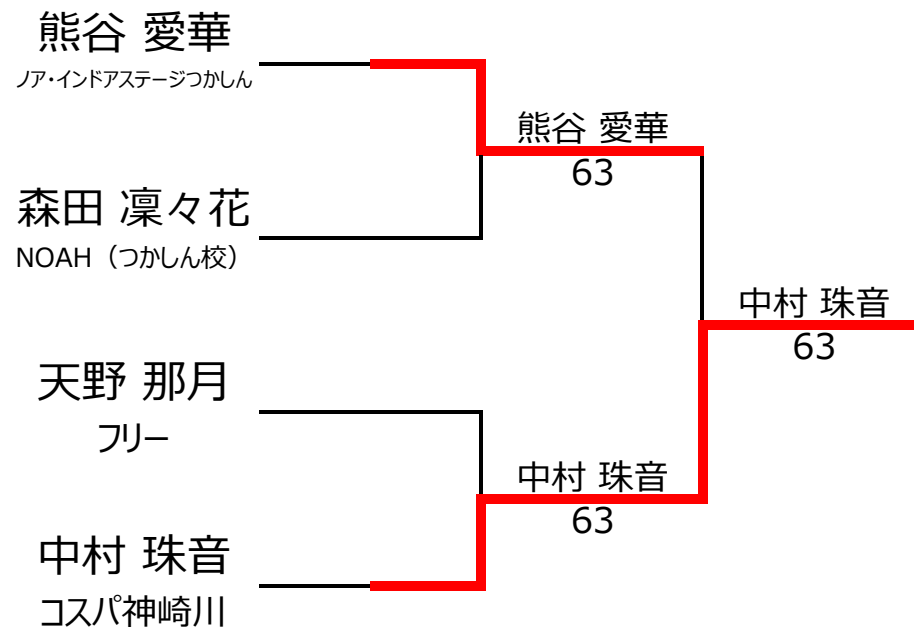 熊谷 愛華
ノア・インドアステージつかしん
熊谷 愛華
63
森田 凜々花
NOAH（つかしん校）
中村 珠音
63
天野 那月
フリー
中村 珠音
63
中村 珠音
コスパ神崎川